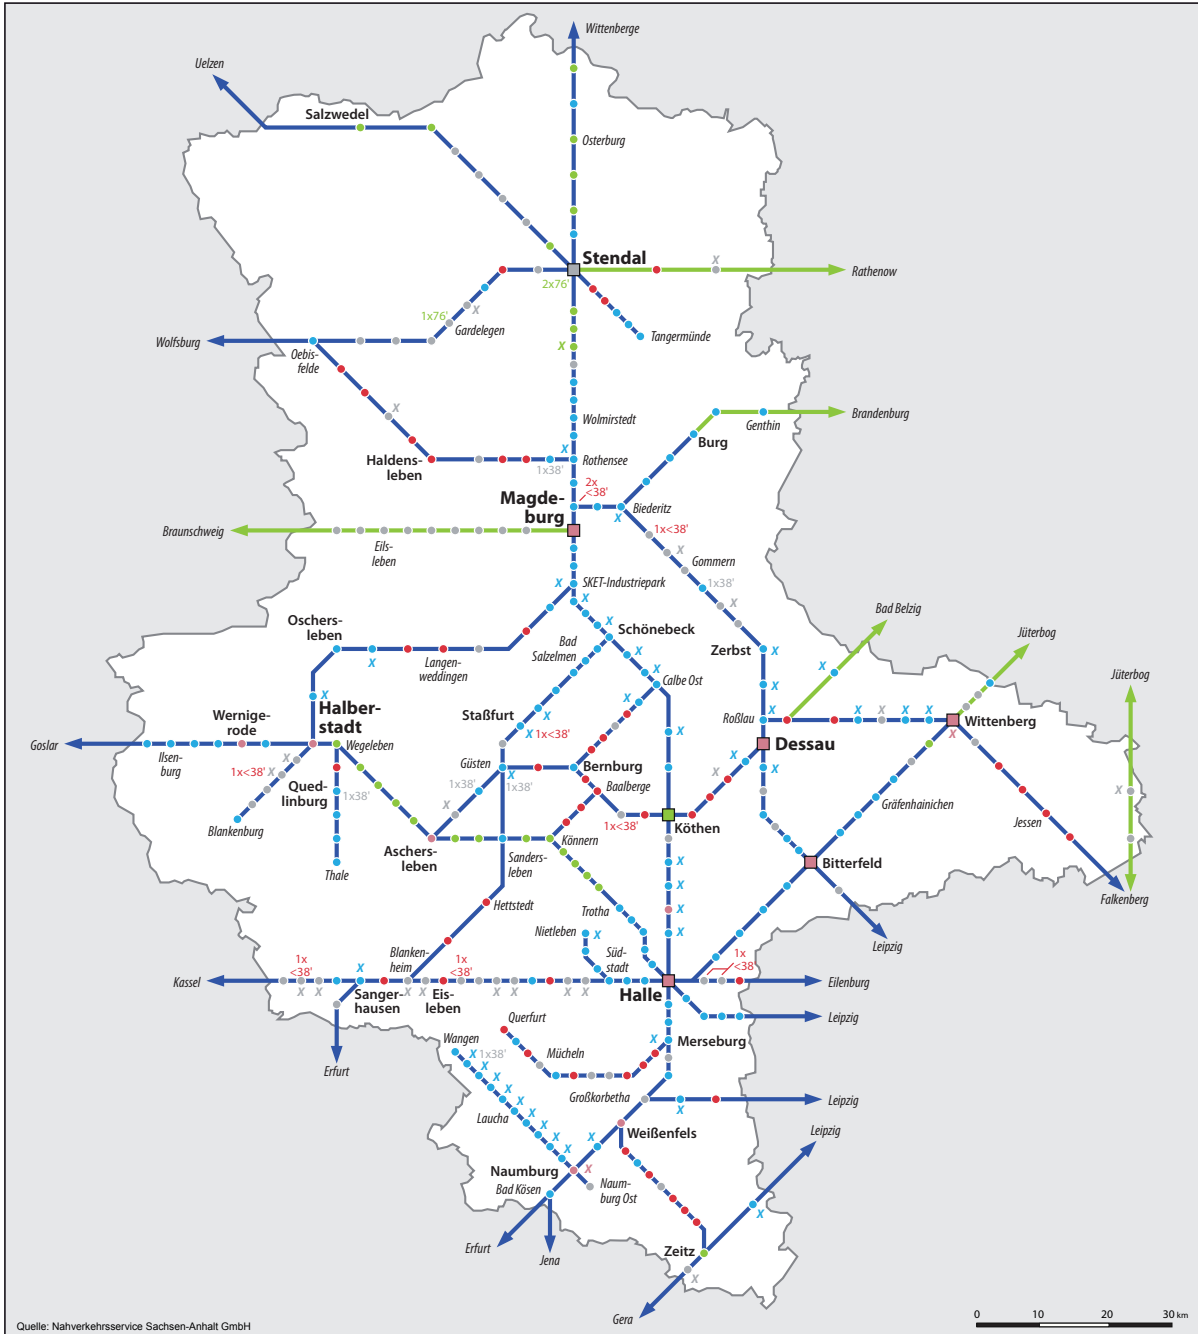 Wittenberge
Uelzen
Salzwedel
Osterburg
Stendal
2x76'
X
Rathenow
1x76'
X
Gardelegen
Tangermünde
Wolfsburg
Oebis-
felde
X
X
Wolmirstedt
Genthin
Brandenburg
Burg
Haldens-
leben
X
Rothensee
1x38'
2x
<38'
Magde-
burg
X
Biederitz
Braunschweig
Eils-
leben
1x<38'
X
Gommern
1x38'
X
X
SKET-Industriepark
X
Bad Belzig
Oschers-
leben
X
Langen-
weddingen
Bad
Salzelmen
X
Schönebeck
X
X
Calbe Ost
Zerbst
X
X
X
Jüterbog
Jüterbog
X
Halber-
stadt
Wernige-
rode
Staßfurt
X
X
1x<38'
X
Roßlau
X
X
X
X
X
Wittenberg
X
Goslar
Ilsen-
burg
Wegeleben
X
X
1x<38'
Qued-
linburg
1x38'
Güsten
X
1x38'
1x38'
X
Bernburg
Baalberge
X
X
Dessau
X
Blankenburg
Thale
Aschers-
leben
Sanders-
leben
Könnern
1x<38'
Köthen
Gräfenhainichen
Jessen
X
X
X
Bitterfeld
Hettstedt
Trotha
X
X
Falkenberg
Nietleben
X
Süd-
stadt
Leipzig
Blanken-
heim
Kassel
1x
<38'
X
X
X
Sanger-
hausen
X
X
1x
<38'
Eis-
leben
X
X
X
X
Halle
1x
<38'
Eilenburg
Leipzig
Erfurt
Querfurt
Wangen
X
1x38'
X
X
X
X
X
X
X
X
Mücheln
X
Merseburg
Laucha
Großkorbetha
X
Leipzig
Weißenfels
X
Leipzig
Naumburg
X
Bad Kösen
Naum-
burg Ost
X
Erfurt
Jena
Zeitz
X
Gera
0 10 20 30 km
Quelle: Nahverkehrsservice Sachsen-Anhalt GmbH